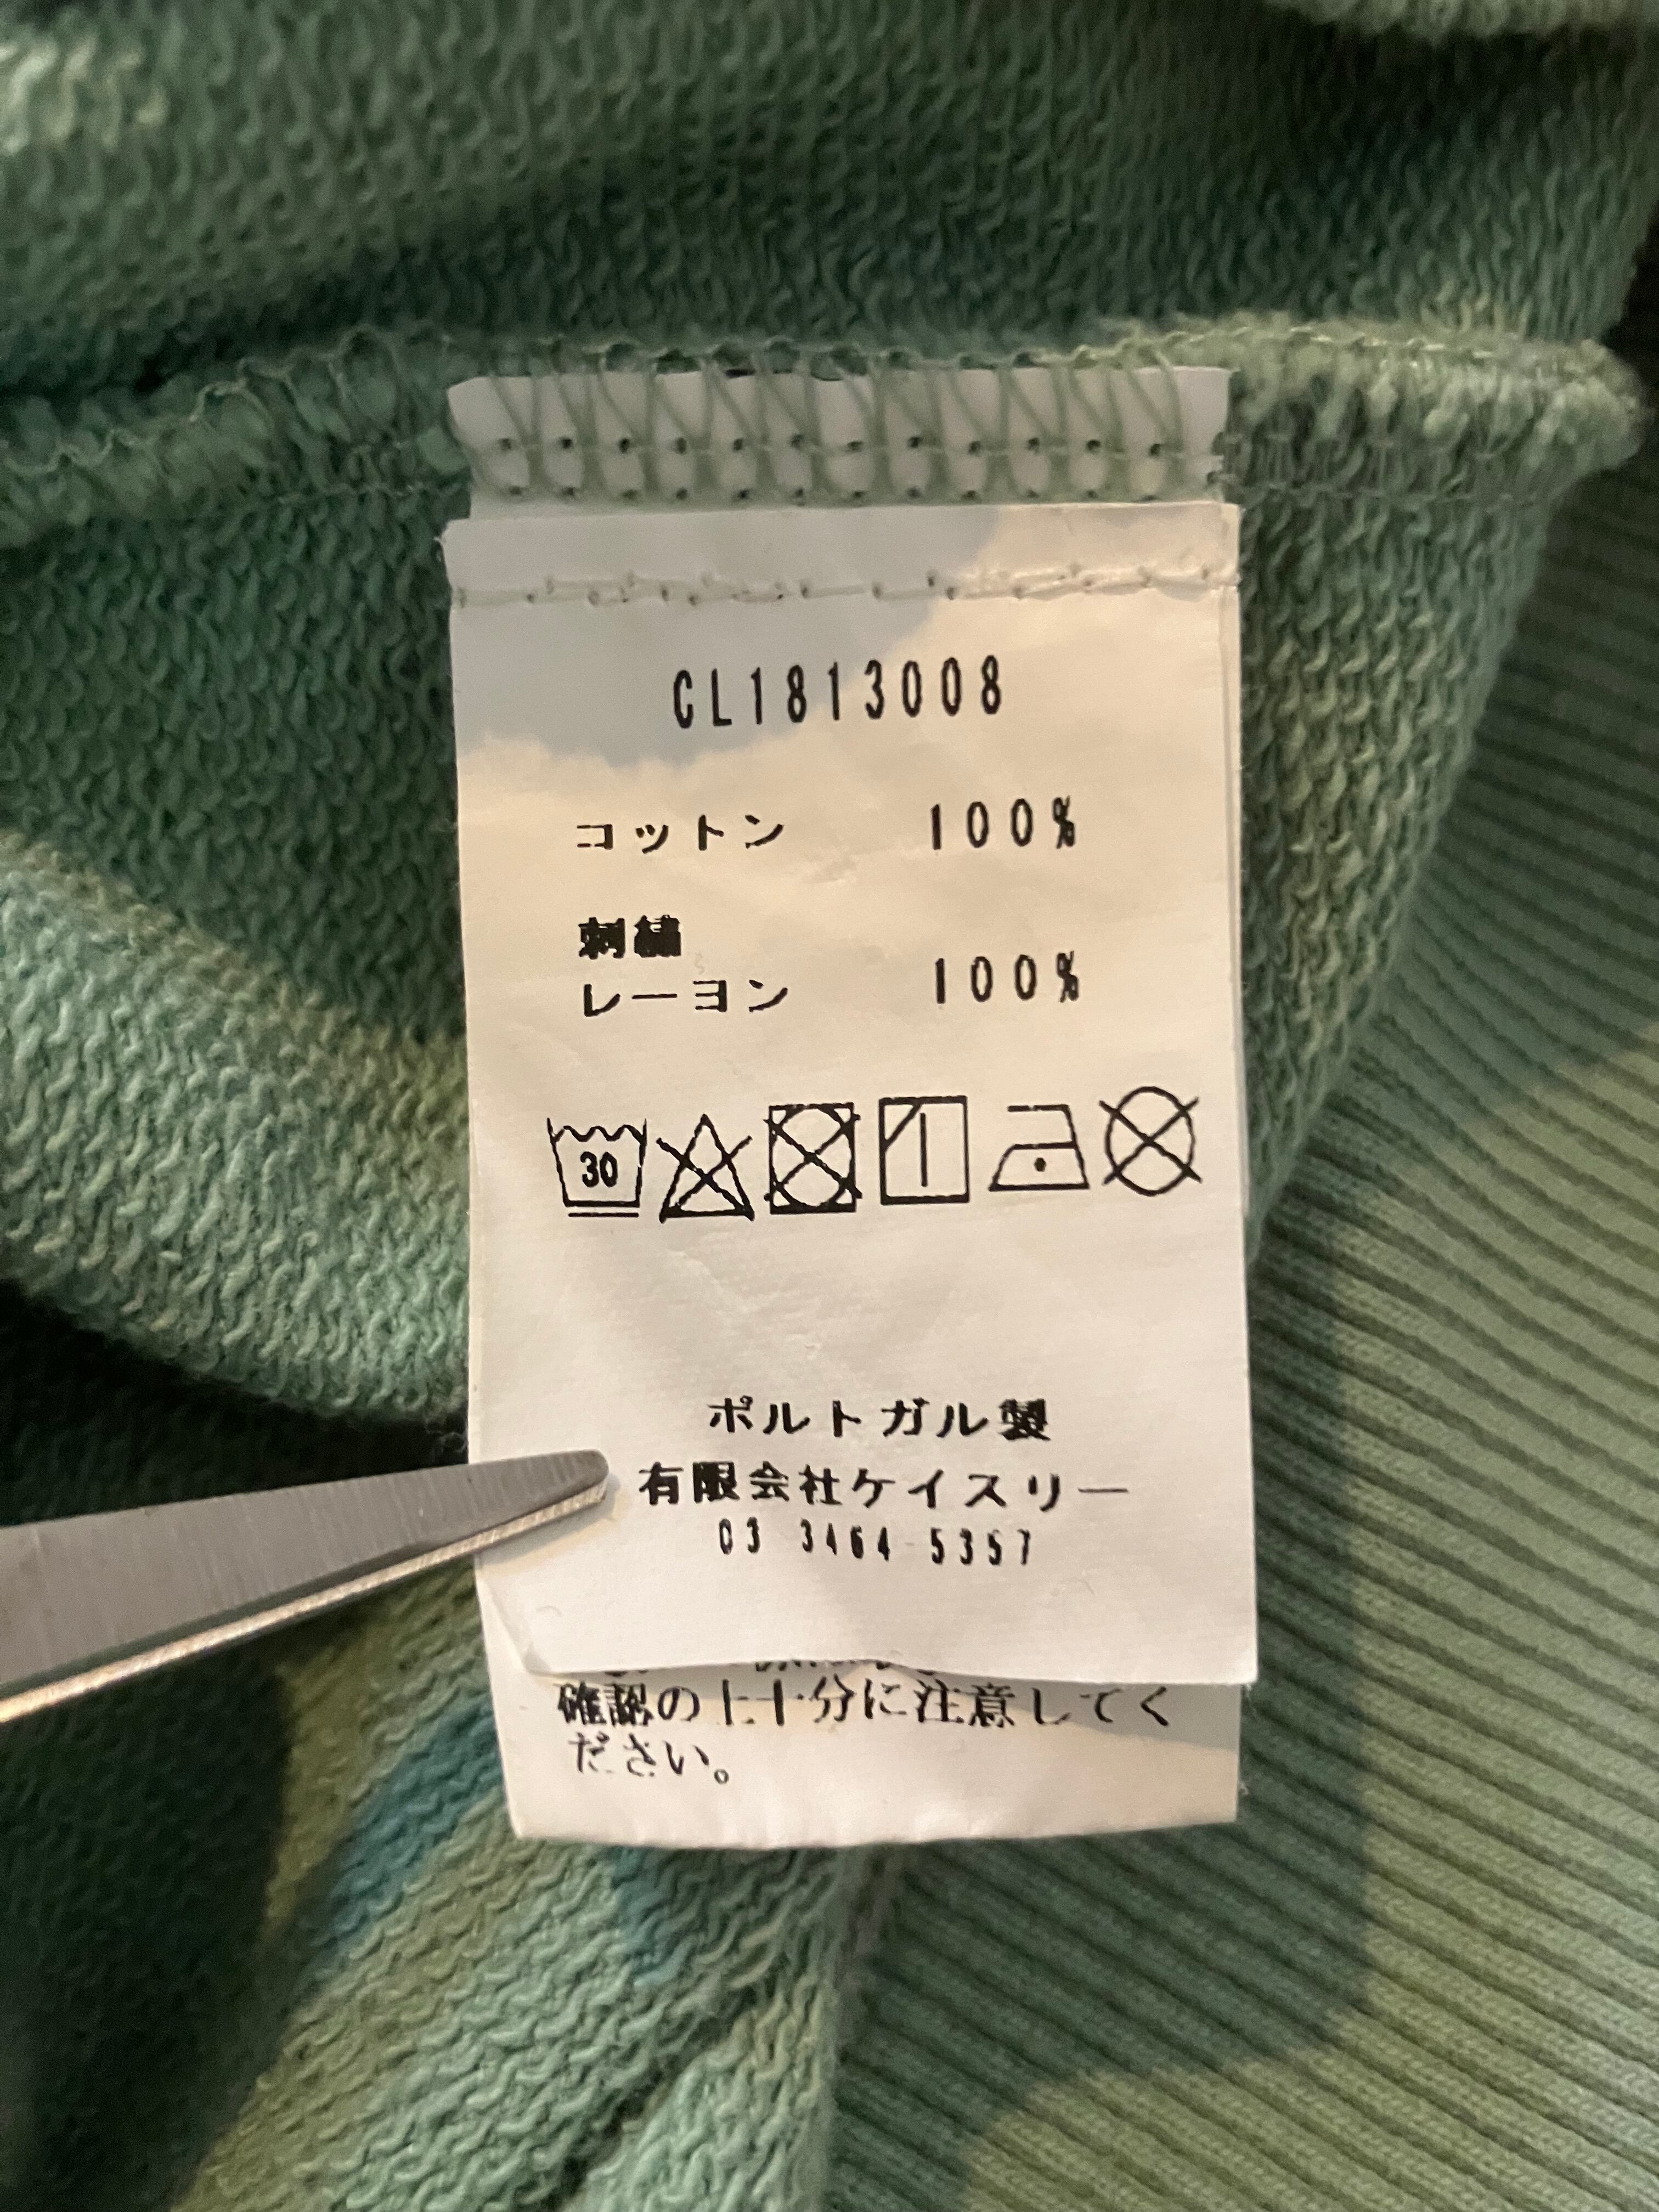 CL1813008
コットン 100%
刺繍
レーヨン 100%
30
ポルトガル製
有限会社ケイスリー
03 3464 5357
確認の上十分に注意してく
ださい。